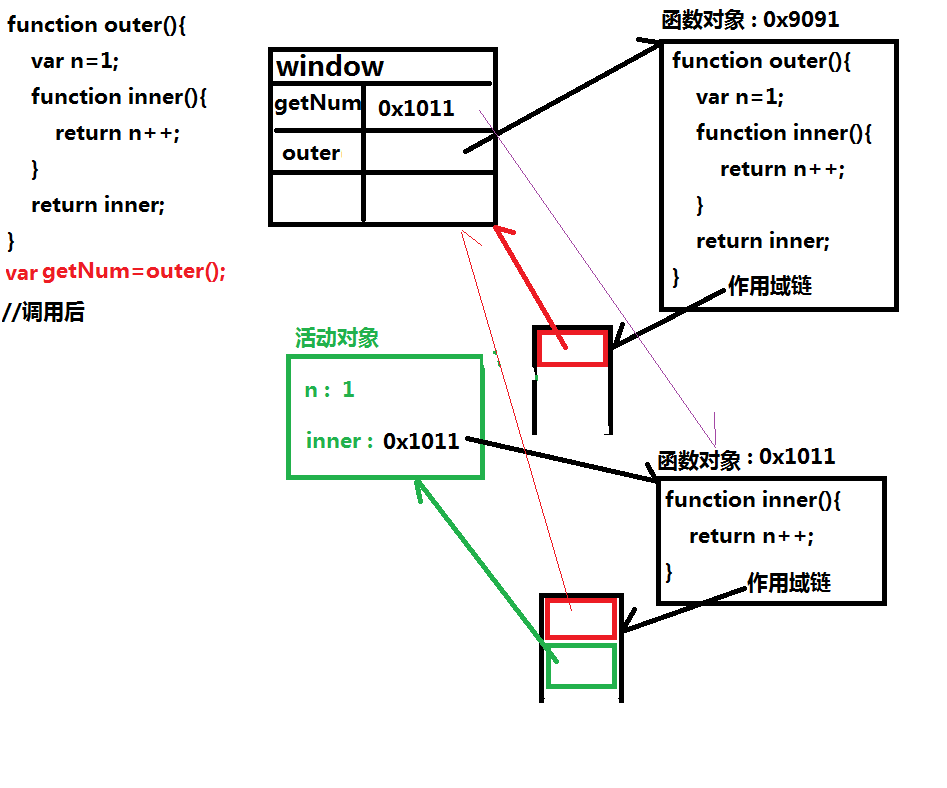 function outer(){
var n=1;
function inner(){
return n++;
}
return inner;
}
var getNum=outer();
//调用后
window
getNum 0x1011
outer
函数对象：0x9091
function outer(){
var n=1;
function inner(){
return n++;
}
return inner;
}
作用域链
活动对象
n： 1
inner： 0x1011
函数对象：0x1011
function inner(){
return n++;
}
作用域链